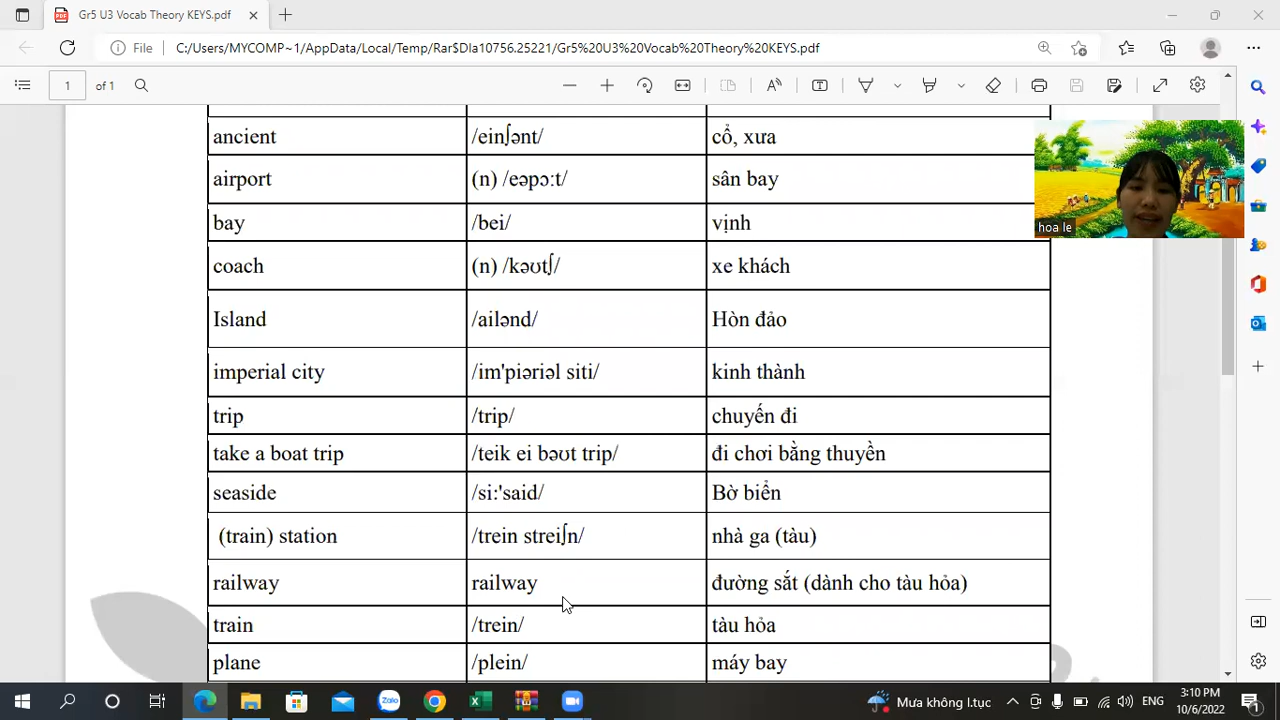 Gr5 U3 Vocab Theory KEYS.pdf
File C:/Users/MYCOMP~1/AppData/Local/Temp/Rar$DIa10756.25221/Gr5%20U3%20Vocab%20Theory%20KEYS.pdf
1 of 1
ancient /einʃənt/ cổ, xưa
airport (n) /eəpɔ:t/ sân bay
bay /bei/ vịnh
hoa le
coach (n) /kəʊtʃ/ xe khách
Island /ailənd/ Hòn đảo
imperial city /im'piəriəl siti/ kinh thành
trip /trip/ chuyến đi
take a boat trip /teik ei bəʊt trip/ đi chơi bằng thuyền
seaside /si:'said/ Bờ biển
(train) station /trein streiʃn/ nhà ga (tàu)
railway railway đường sắt (dành cho tàu hỏa)
train /trein/ tàu hỏa
plane /plein/ máy bay
Zalo Mưa không l.tục ENG 3:10 PM
10/6/2022 1